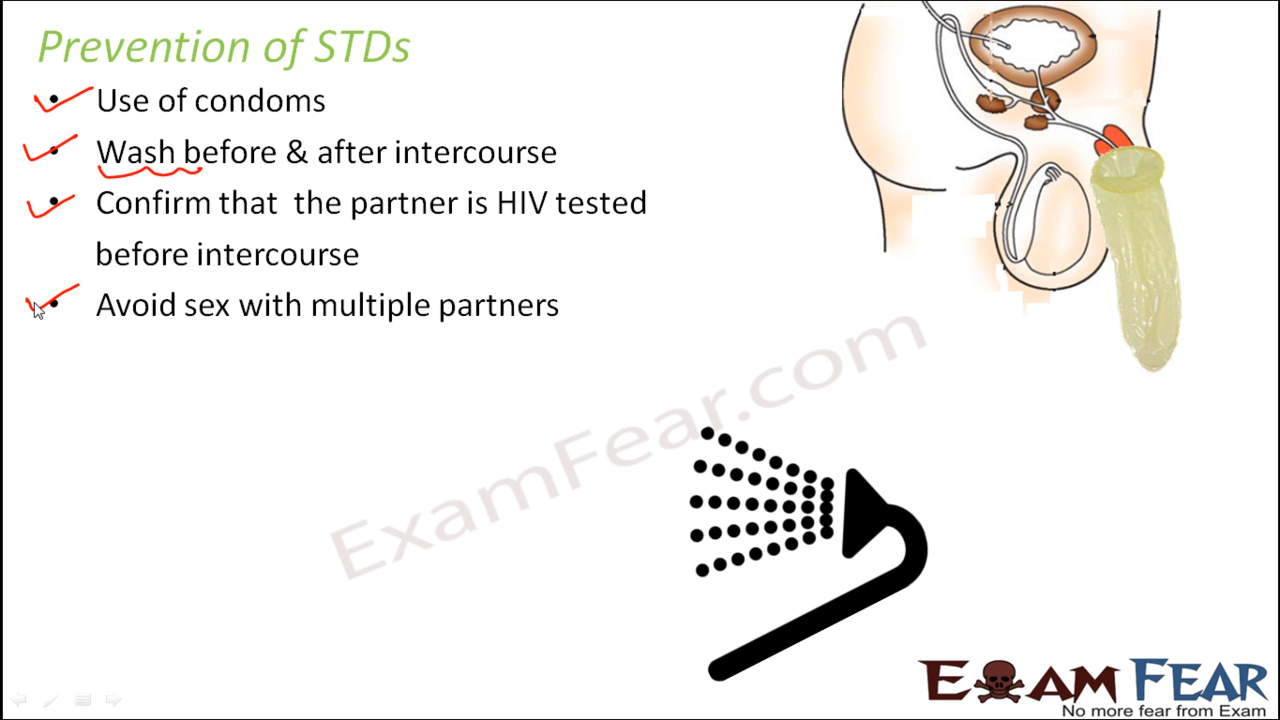 Prevention of STDs
• Use of condoms
• Wash before & after intercourse
• Confirm that  the partner is HIV tested
before intercourse
• Avoid sex with multiple partners
ExamFear.com
EXAM FEAR
No more fear from Exam